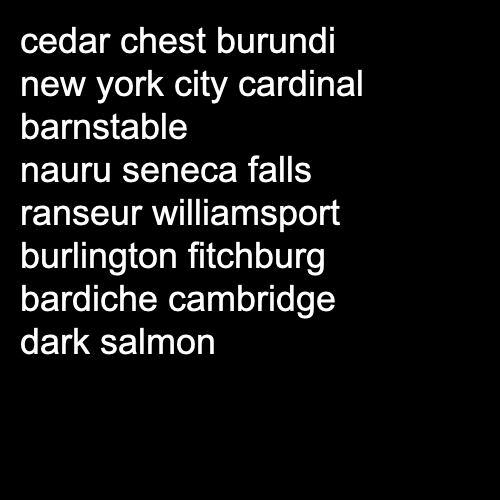 cedar chest burundi
new york city cardinal
barnstable
nauru seneca falls
ranseur williamsport
burlington fitchburg
bardiche cambridge
dark salmon